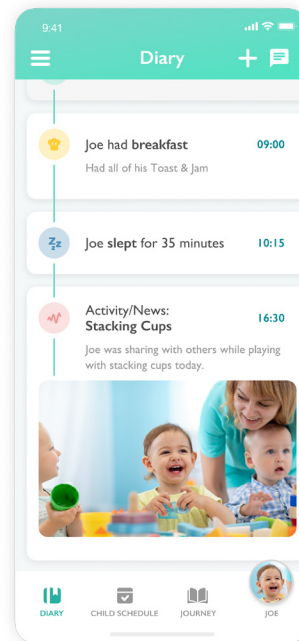 9:41
Diary
Joe had breakfast 09:00
Had all of his Toast & Jam
Zz
Joe slept for 35 minutes 10:15
Activity/News:
Stacking Cups 16:30
Joe was sharing with others while playing
with stacking cups today.
DIARY CHILD SCHEDULE JOURNEY JOE